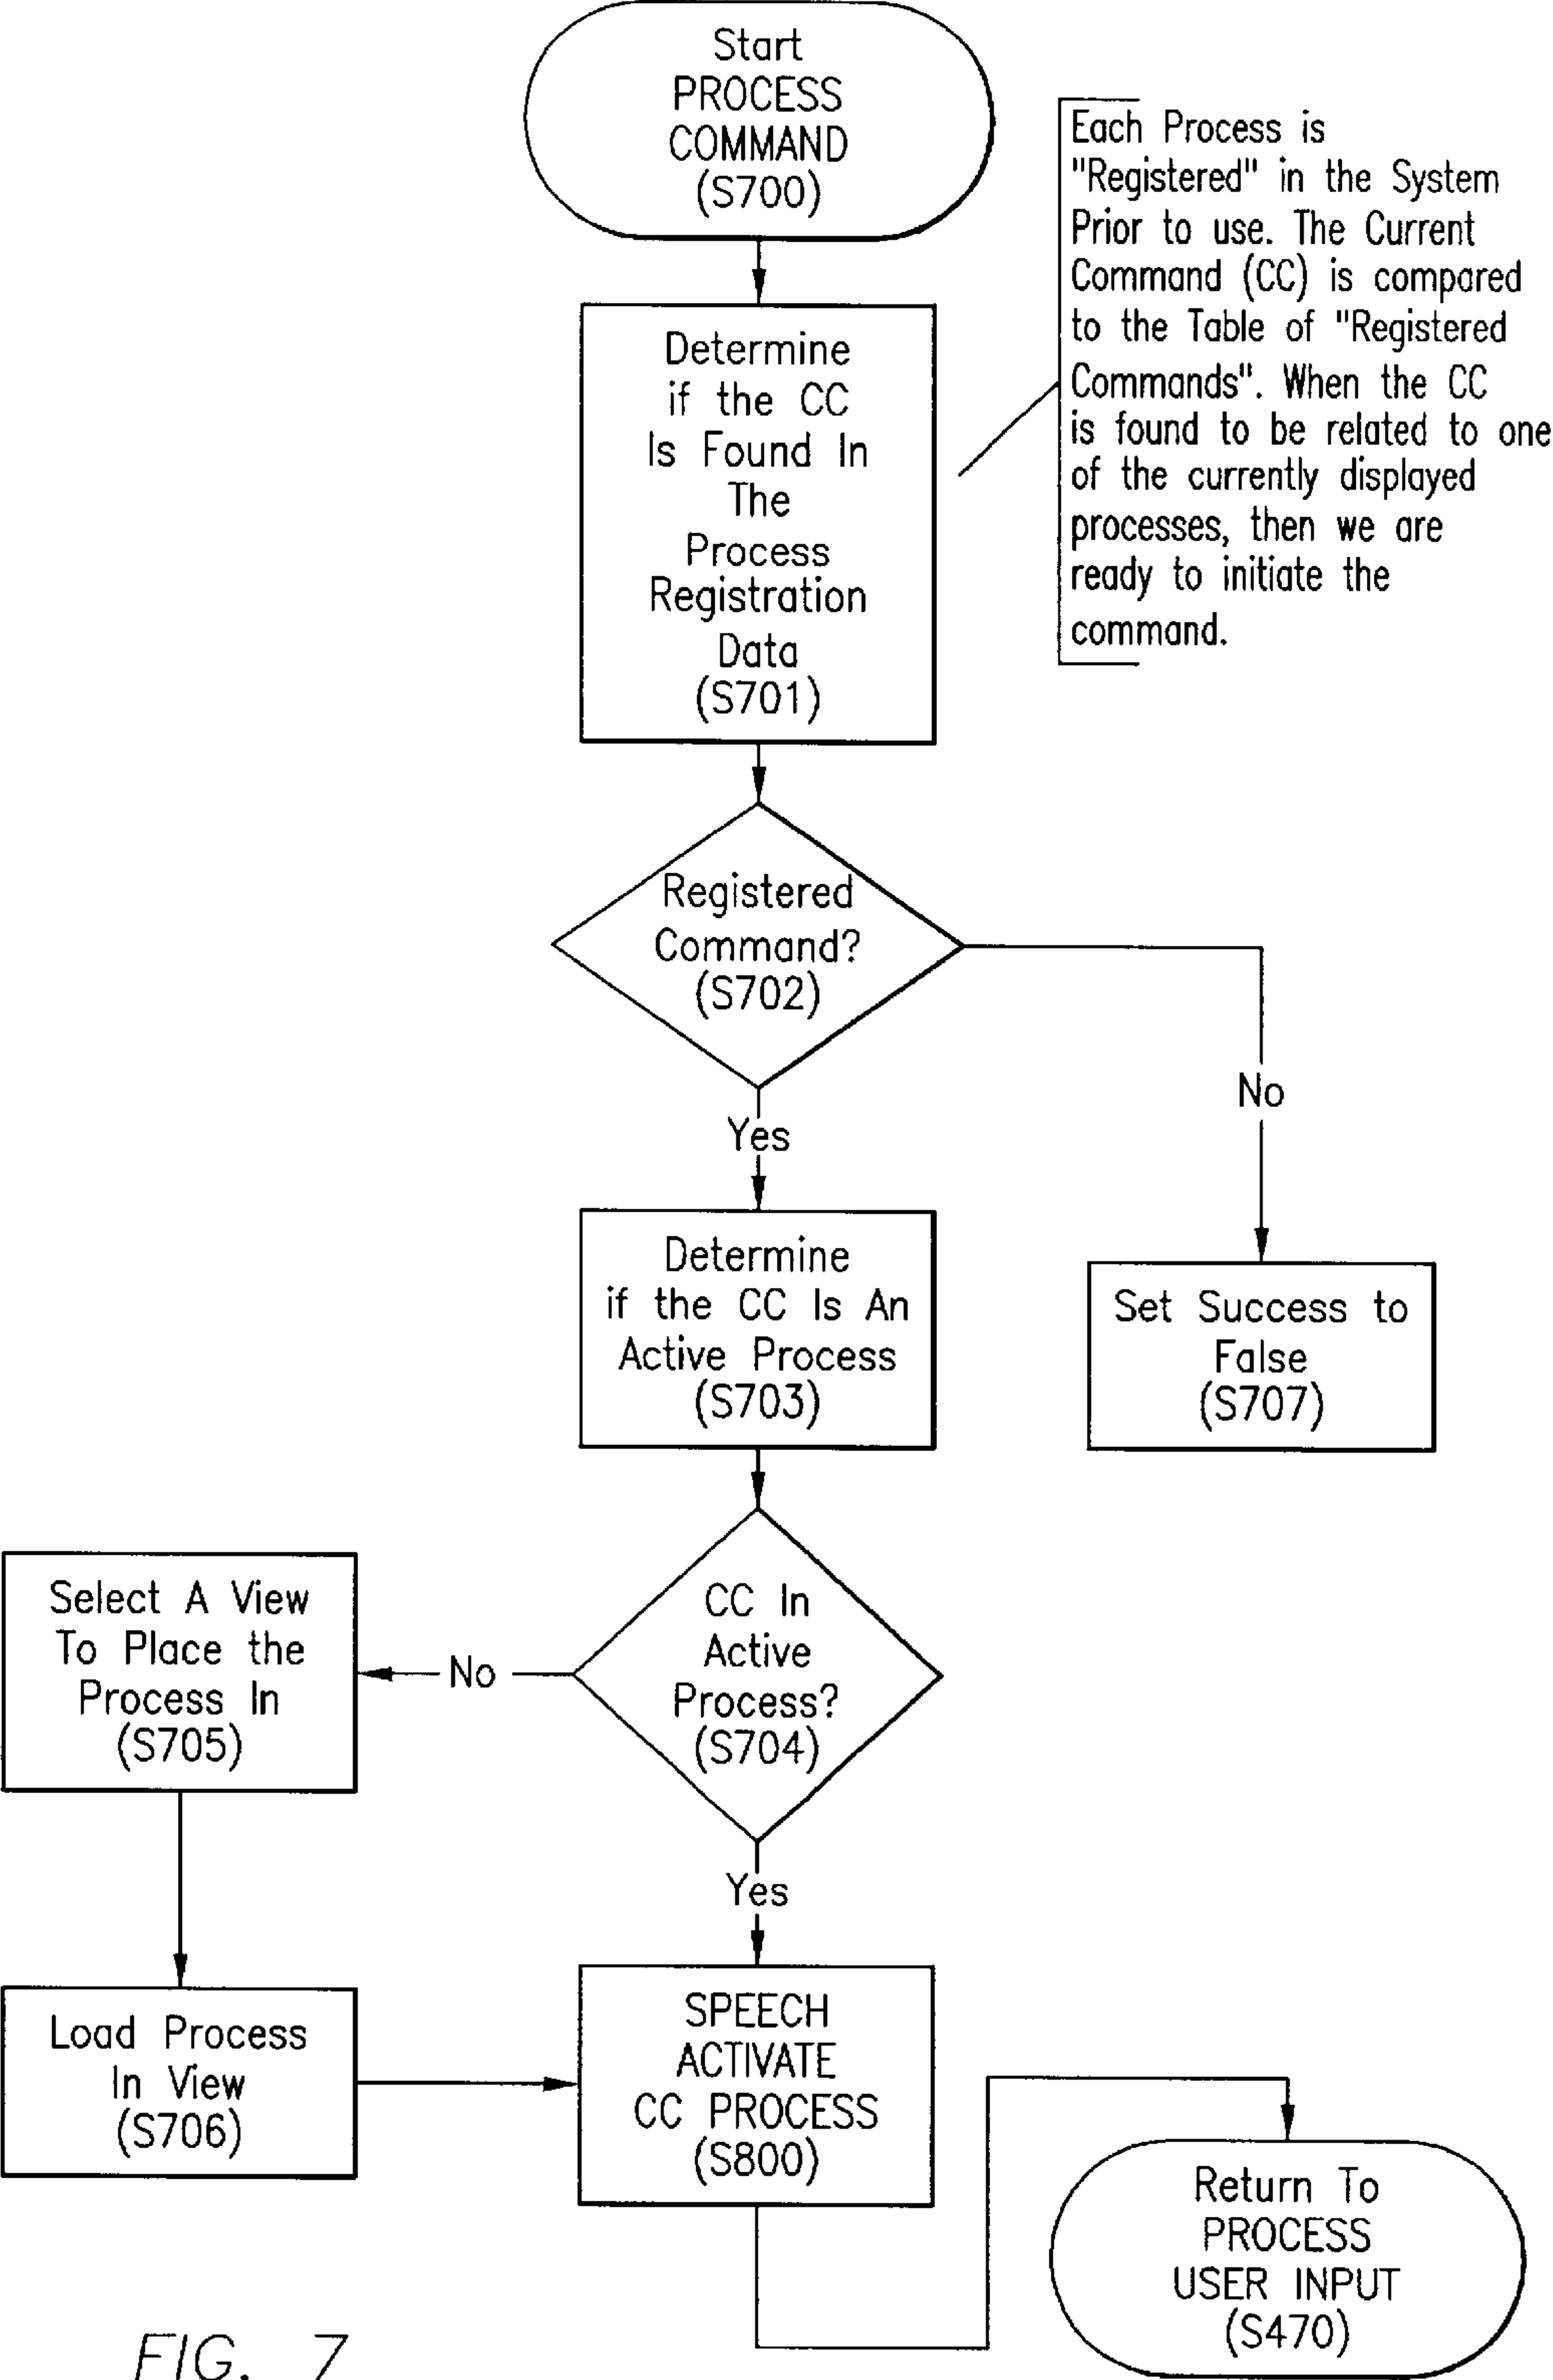 Start
PROCESS
COMMAND
(S700)
Each Process is
"Registered" in the System
Prior to use. The Current
Command (CC) is compared
to the Table of "Registered
Commands". When the CC
is found to be related to one
of the currently displayed
processes, then we are
ready to initiate the
command.
Determine
if the CC
Is Found In
The
Process
Registration
Data
(S701)
Registered
Command?
(S702)
No
Yes
Determine
if the CC Is An
Active Process
(S703)
Set Success to
False
(S707)
CC In
Active
Process?
(S704)
No
Select A View
To Place the
Process In
(S705)
Yes
Load Process
In View
(S706)
SPEECH
ACTIVATE
CC PROCESS
(S800)
Return To
PROCESS
USER INPUT
(S470)
FIG. 7